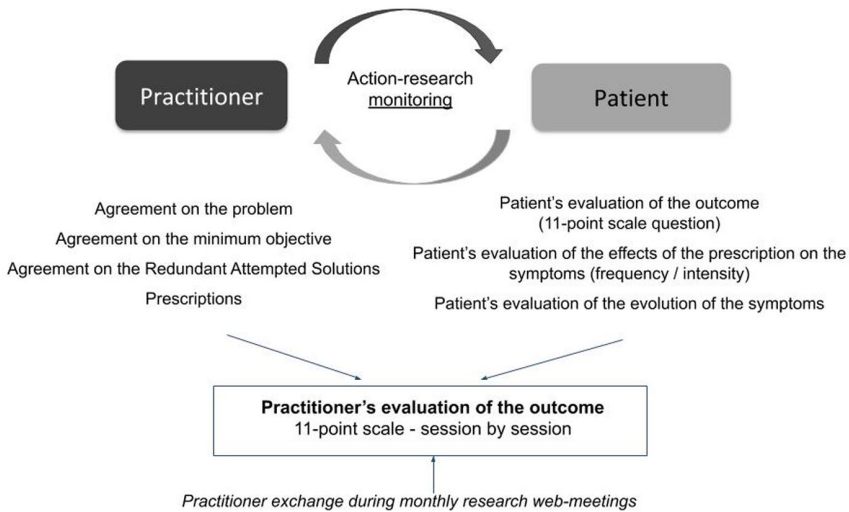 Practitioner
Action-research
monitoring
Patient
Agreement on the problem
Agreement on the minimum objective
Agreement on the Redundant Attempted Solutions
Prescriptions
Patient's evaluation of the outcome
(11-point scale question)
Patient's evaluation of the effects of the prescription on the
symptoms (frequency / intensity)
Patient's evaluation of the evolution of the symptoms
Practitioner's evaluation of the outcome
11-point scale - session by session
Practitioner exchange during monthly research web-meetings